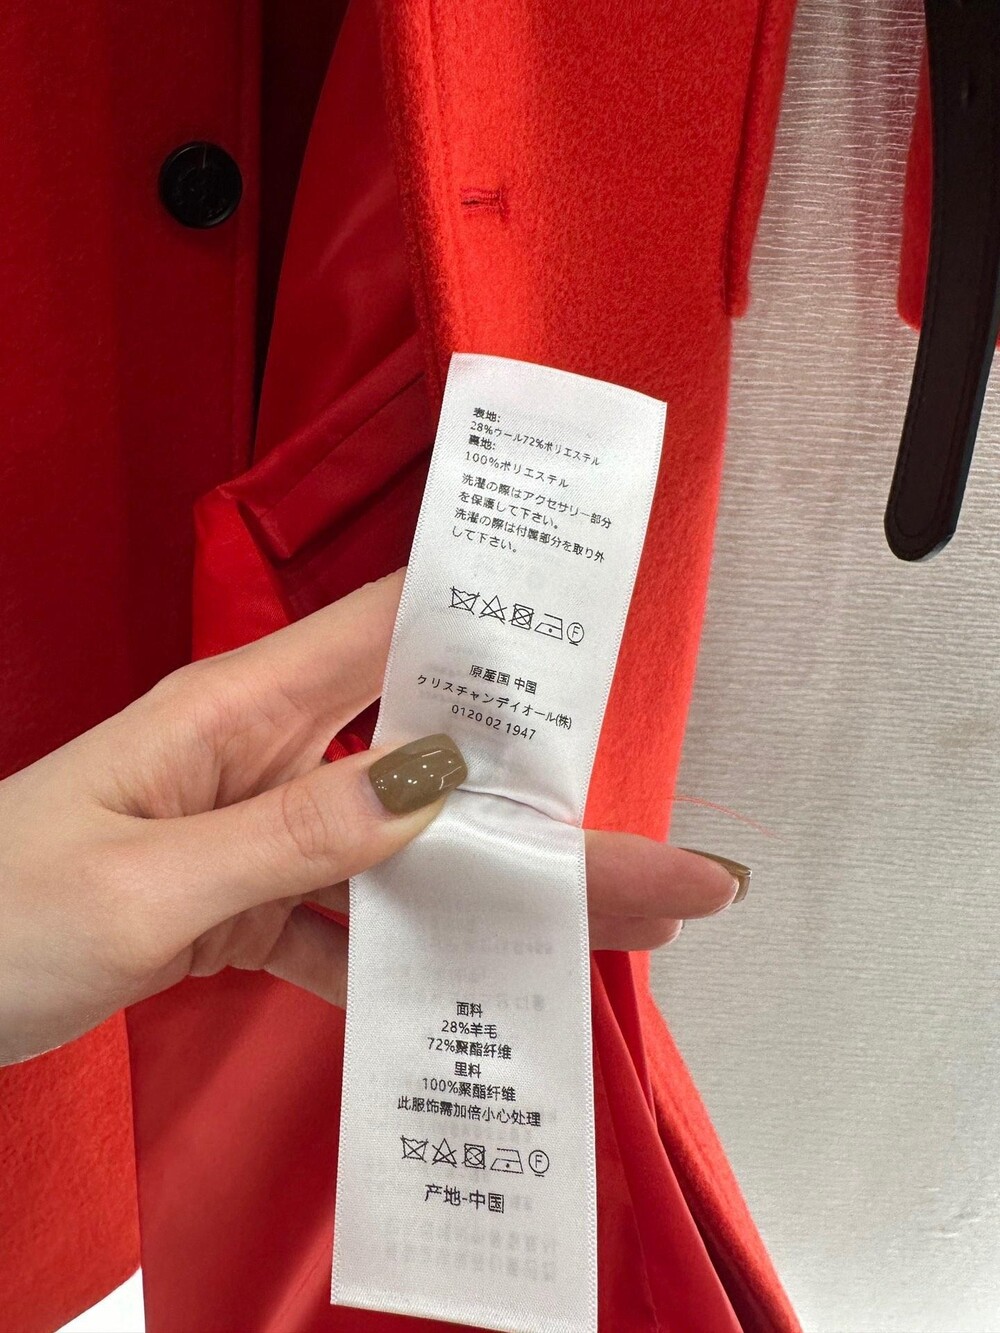 表地:
28%ウール72%ポリエステル
裏地:
100%ポリエステル
洗濯の際はアクセサリー部分
を保護して下さい。
洗濯の際は付属部分を取り外
して下さい。
F
原産国 中国
クリスチャンディオール(株)
0120 02 1947
面料
28%羊毛
72%聚酯纤维
里料
100%聚酯纤维
此服饰需加倍小心处理
F
产地-中国